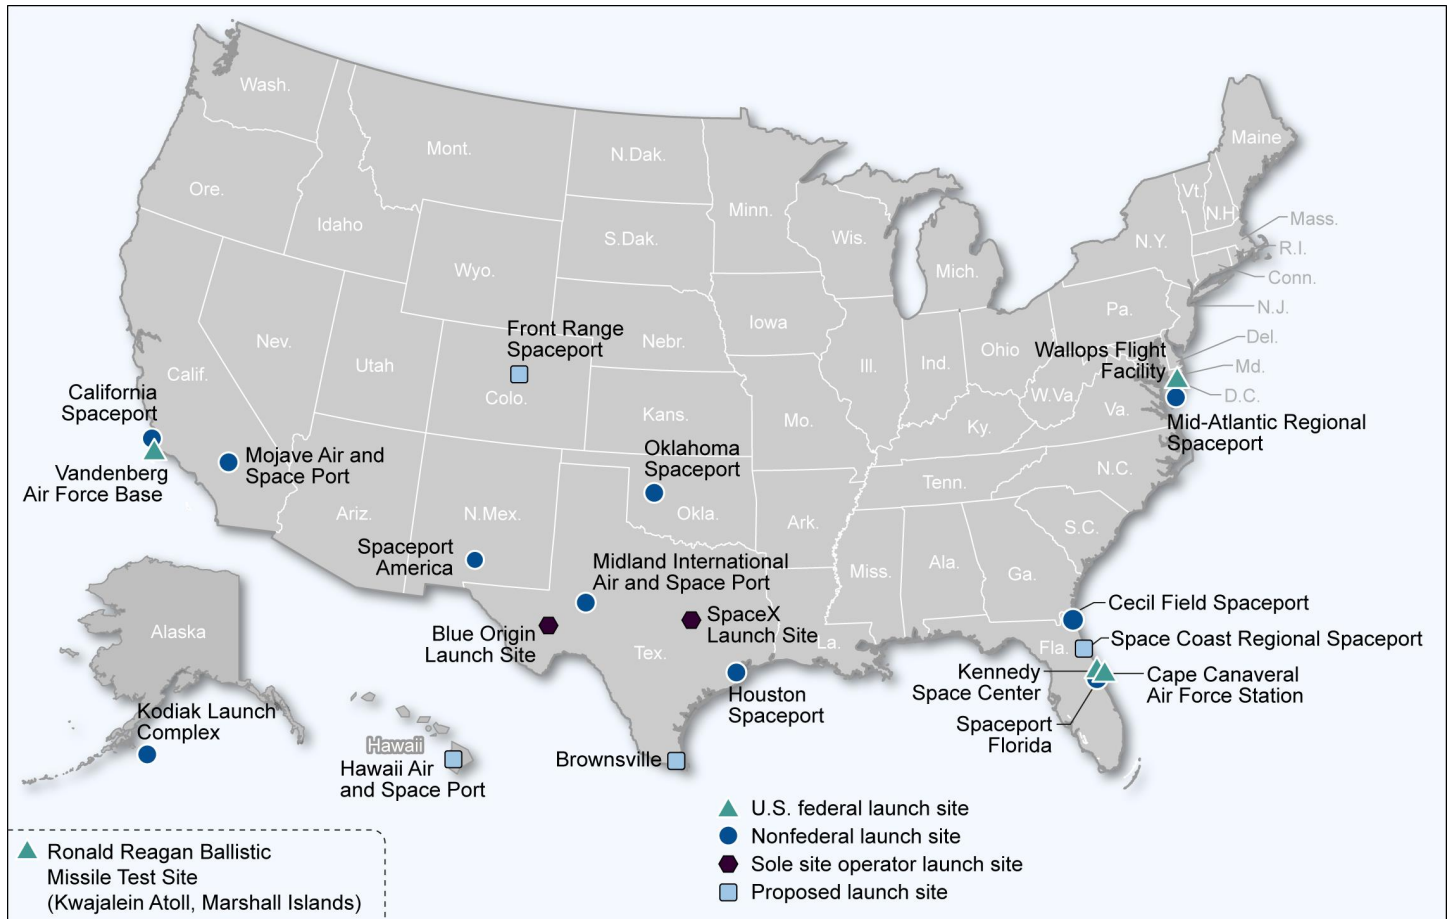 Wash.
Maine
Mont.
N.Dak.
Ore.
Minn.
Vt.
N.H.
Idaho
S.Dak.
Wis.
N.Y.
Mass.
R.I.
Wyo.
Mich.
Conn.
Iowa
Pa.
N.J.
Front Range
Spaceport
Nev.
Nebr.
Utah
Colo.
Ill.
Ind.
Ohio
Wallops Flight
Facility
Del.
Md.
D.C.
Calif.
California
Spaceport
W.Va.
Va.
Kans.
Mo.
Ky.
Mid-Atlantic Regional
Spaceport
Mojave Air and
Space Port
Vandenberg
Air Force Base
Oklahoma
Spaceport
N.C.
Tenn.
Ariz.
N.Mex.
Okla.
Ark.
S.C.
Spaceport
America
Midland International
Air and Space Port
Miss.
Ala.
Ga.
Cecil Field Spaceport
Alaska
Blue Origin
Launch Site
SpaceX
Launch Site
Tex.
La.
Fla.
Space Coast Regional Spaceport
Kennedy
Space Center
Cape Canaveral
Air Force Station
Houston
Spaceport
Spaceport
Florida
Kodiak Launch
Complex
Hawaii
Hawaii Air
and Space Port
Brownsville
U.S. federal launch site
Nonfederal launch site
Sole site operator launch site
Proposed launch site
Ronald Reagan Ballistic
Missile Test Site
(Kwajalein Atoll, Marshall Islands)